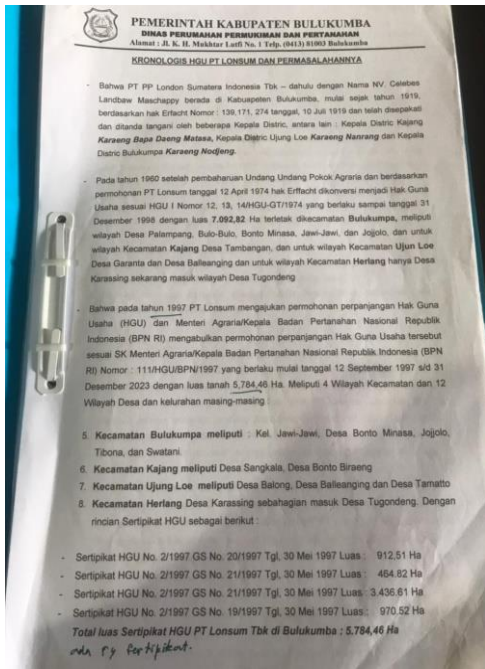 PEMERINTAH KABUPATEN BULUKUMBA
DINAS PERUMAHAN PERMUKIMAN DAN PERTANAHAN
Alamat : Jl. K. H. Mukhtar Lutfi No. 1 Telp. (0413) 81003 Bulukumba
KRONOLOGIS HGU PT LONSUM DAN PERMASALAHANNYA
- Bahwa PT PP London Sumatera Indonesia Tbk – dahulu dengan Nama NV. Celebes
Landbaw Maschappy berada di Kabuapeten Bulukumba, mulai sejak tahun 1919,
berdasarkan hak Erfacht Nomor : 139,171, 274 tanggal, 10 Juli 1919 dan telah disepakati
dan ditanda tangani oleh beberapa Kepala Distric, antara lain : Kepala Distric Kajang
Karaeng Bapa Daeng Matasa, Kepala Distric Ujung Loe Karaeng Nanrang dan Kepala
Distric Bulukumpa Karaeng Nodjeng.
- Pada tahun 1960 setelah pembaharuan Undang Undang Pokok Agraria dan berdasarkan
permohonan PT Lonsum tanggal 12 April 1974 hak Erffacht dikonversi menjadi Hak Guna
Usaha sesuai HGU I Nomor 12, 13, 14/HGU-GT/1974 yang berlaku sampai tanggal 31
Desember 1998 dengan luas 7.092,82 Ha terletak dikecamatan Bulukumpa, meliputi
wilayah Desa Palampang, Bulo-Bulo, Bonto Minasa, Jawi-Jawi, dan Jojjolo, dan untuk
wilayah Kecamatan Kajang Desa Tambangan, dan untuk wilayah Kecamatan Ujun Loe
Desa Garanta dan Desa Balleanging dan untuk wilayah Kecamatan Herlang hanya Desa
Karassing sekarang masuk wilayah Desa Tugondeng
- Bahwa pada tahun 1997 PT Lonsum mengajukan permohonan perpanjangan Hak Guna
Usaha (HGU) dan Menteri Agraria/Kepala Badan Pertanahan Nasional Republik
Indonesia (BPN RI) mengabulkan permohonan perpanjangan Hak Guna Usaha tersebut
sesuai SK Menteri Agraria/Kepala Badan Pertanahan Nasional Republik Indonesia (BPN
RI) Nomor : 111/HGU/BPN/1997 yang berlaku mulai tanggal 12 September 1997 s/d 31
Desember 2023 dengan luas tanah 5,784,46 Ha. Meliputi 4 Wilayah Kecamatan dan 12
Wilayah Desa dan kelurahan masing-masing
5. Kecamatan Bulukumpa meliputi : Kel. Jawi-Jawi, Desa Bonto Minasa, Jojjolo,
Tibona, dan Swatani.
6. Kecamatan Kajang meliputi Desa Sangkala, Desa Bonto Biraeng
7. Kecamatan Ujung Loe meliputi Desa Balong, Desa Balleanging dan Desa Tamatto
8. Kecamatan Herlang Desa Karassing sebahagian masuk Desa Tugondeng. Dengan
rincian Sertipikat HGU sebagai berikut :
- Sertipikat HGU No. 2/1997 GS No. 20/1997 Tgl, 30 Mei 1997 Luas : 912,51 Ha
- Sertipikat HGU No. 2/1997 GS No. 21/1997 Tgl, 30 Mei 1997 Luas : 464.82 Ha
- Sertipikat HGU No. 2/1997 GS No. 21/1997 Tgl, 30 Mei 1997 Luas : 3.436.61 Ha
- Sertipikat HGU No. 2/1997 GS No. 19/1997 Tgl, 30 Mei 1997 Luas : 970.52 Ha
Total luas Sertipikat HGU PT Lonsum Tbk di Bulukumba : 5,784,46 Ha
ada